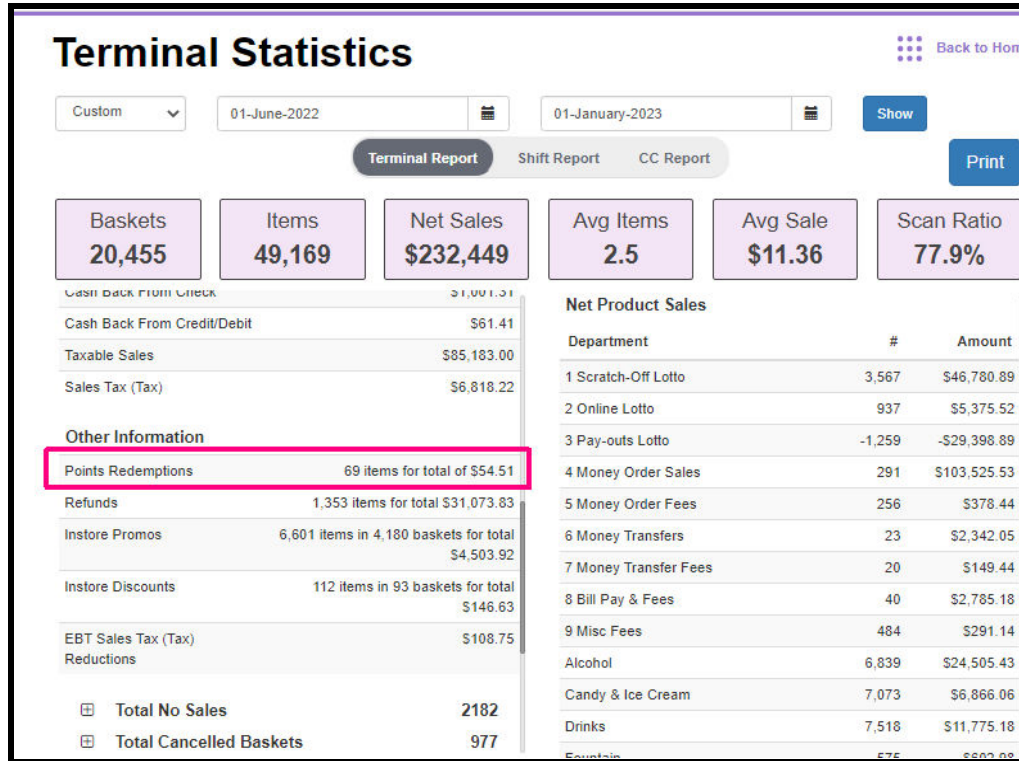 Terminal Statistics
Back to Hom
Custom
01-June-2022
01-January-2023
Show
Terminal Report
Shift Report
CC Report
Print
Baskets
20,455
Items
49,169
Net Sales
$232,449
Avg Items
2.5
Avg Sale
$11.36
Scan Ratio
77.9%
Cash Back From Check $1,001.31
Cash Back From Credit/Debit $61.41
Taxable Sales $85,183.00
Sales Tax (Tax) $6,818.22
Other Information
Points Redemptions 69 items for total of $54.51
Refunds 1,353 items for total $31,073.83
Instore Promos 6,601 items in 4,180 baskets for total
$4,503.92
Instore Discounts 112 items in 93 baskets for total
$146.63
EBT Sales Tax (Tax) $108.75
Reductions
Total No Sales 2182
Total Cancelled Baskets 977
Net Product Sales
Department # Amount
1 Scratch-Off Lotto 3,567 $46,780.89
2 Online Lotto 937 $5,375.52
3 Pay-outs Lotto -1,259 -$29,398.89
4 Money Order Sales 291 $103,525.53
5 Money Order Fees 256 $378.44
6 Money Transfers 23 $2,342.05
7 Money Transfer Fees 20 $149.44
8 Bill Pay & Fees 40 $2,785.18
9 Misc Fees 484 $291.14
Alcohol 6,839 $24,505.43
Candy & Ice Cream 7,073 $6,866.06
Drinks 7,518 $11,775.18
Fountain 575